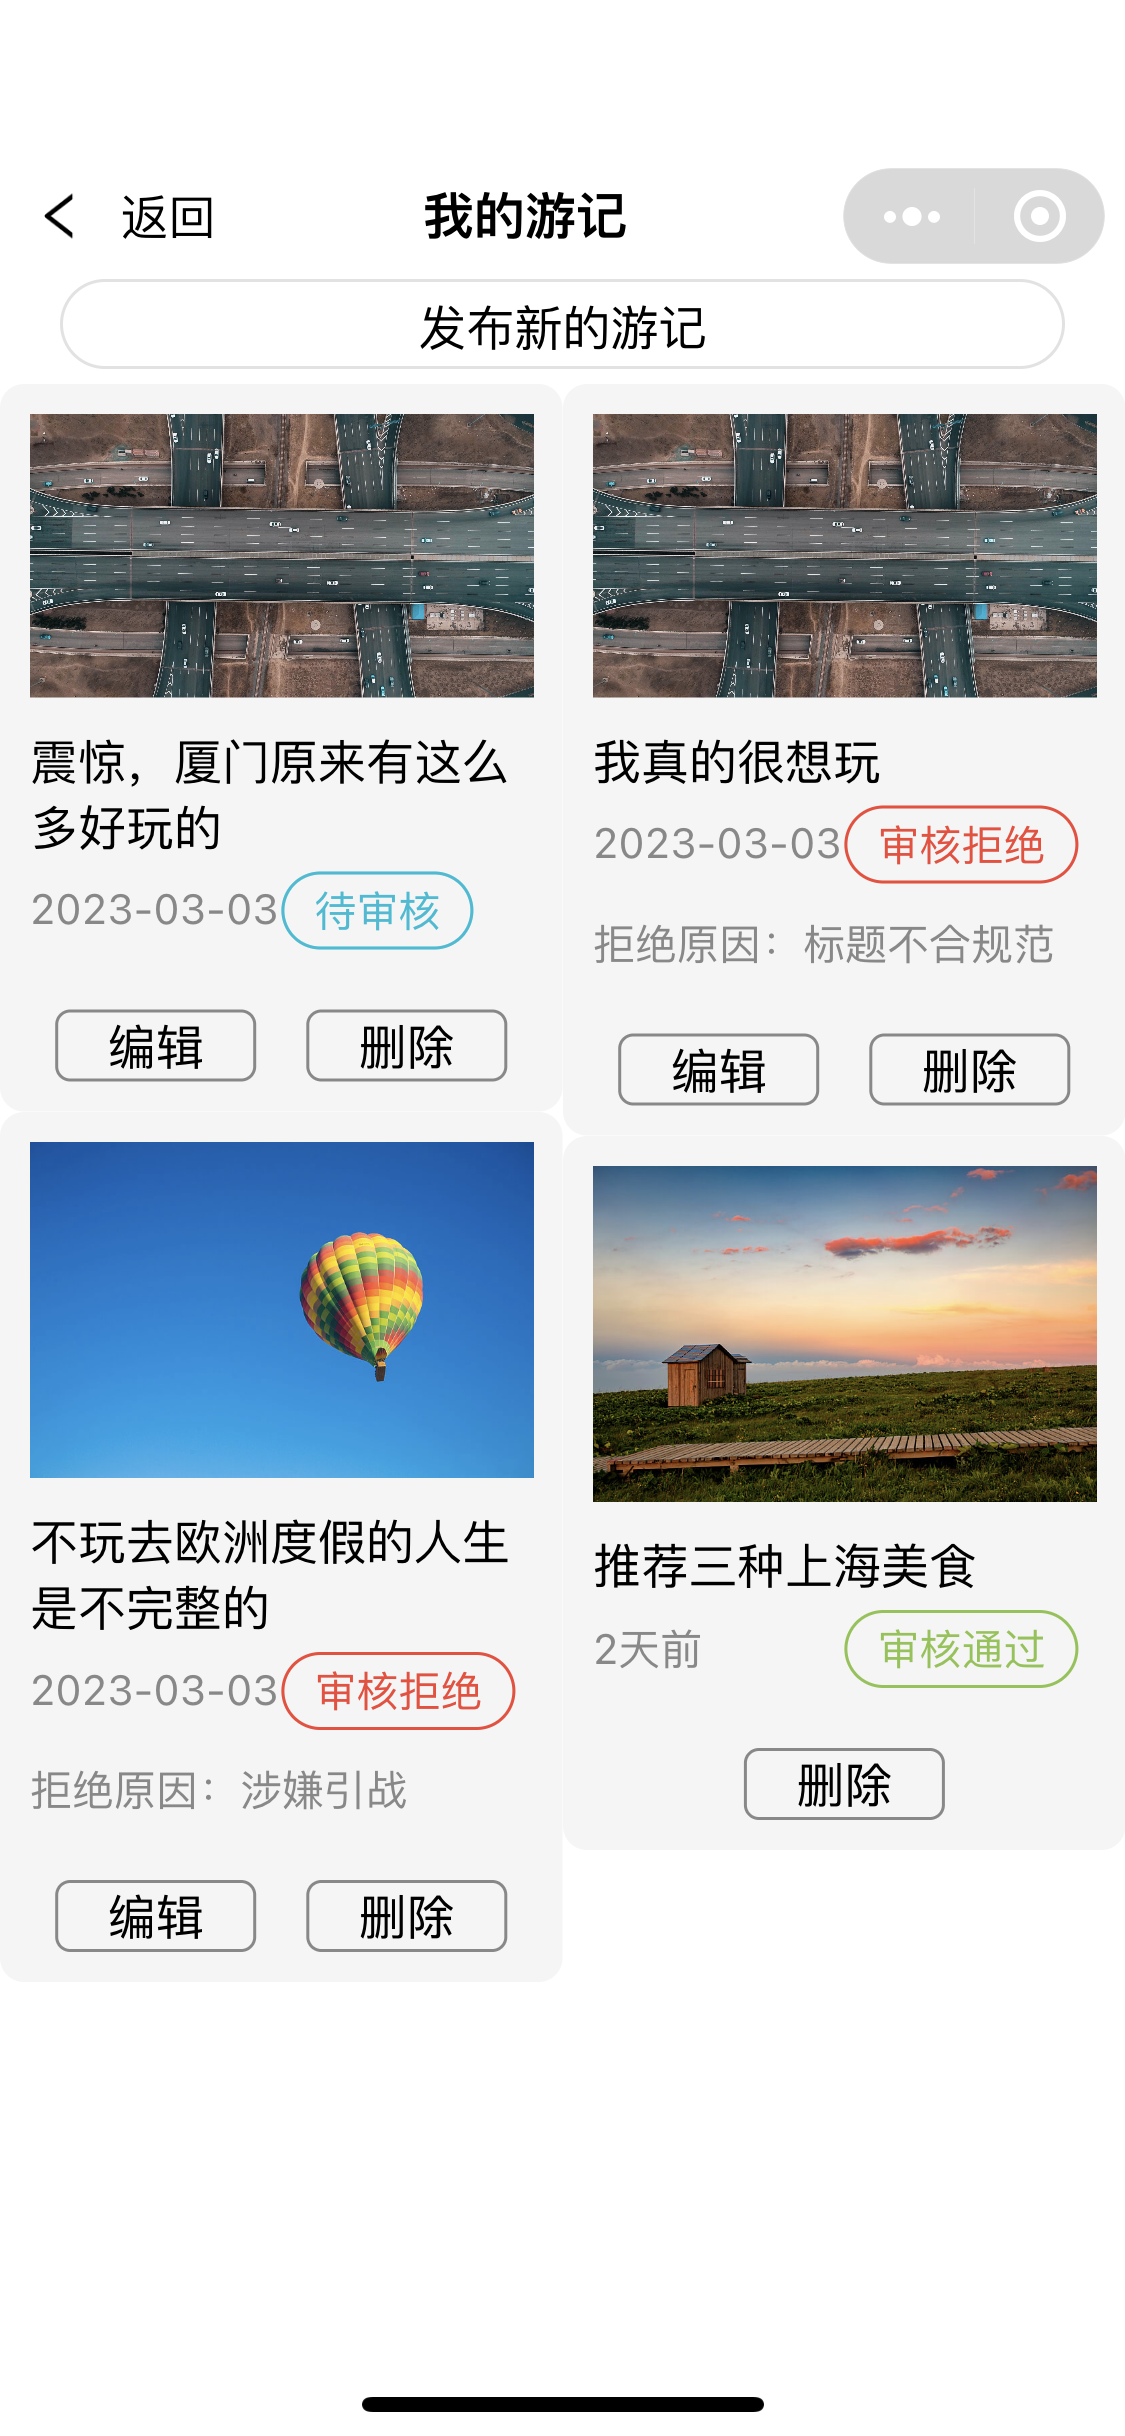 返回
我的游记
发布新的游记
震惊，厦门原来有这么
多好玩的
2023-03-03
待审核
编辑
删除
我真的很想玩
2023-03-03
审核拒绝
拒绝原因：标题不合规范
编辑
删除
不玩去欧洲度假的人生
是不完整的
2023-03-03
审核拒绝
拒绝原因：涉嫌引战
编辑
删除
推荐三种上海美食
2天前
审核通过
删除